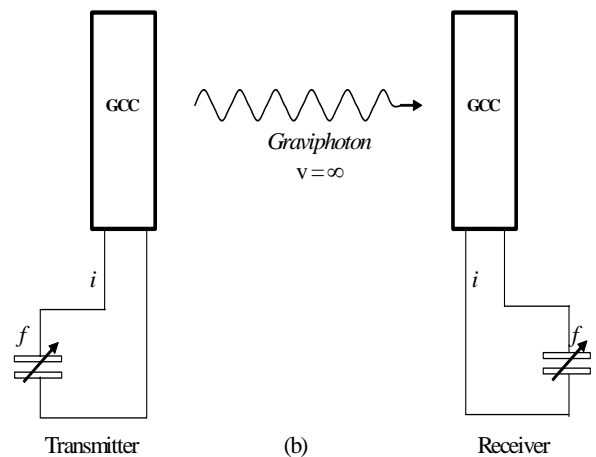 GCC
GCC
Graviphoton
v = ∞
i
i
f
f
Transmitter
(b)
Receiver